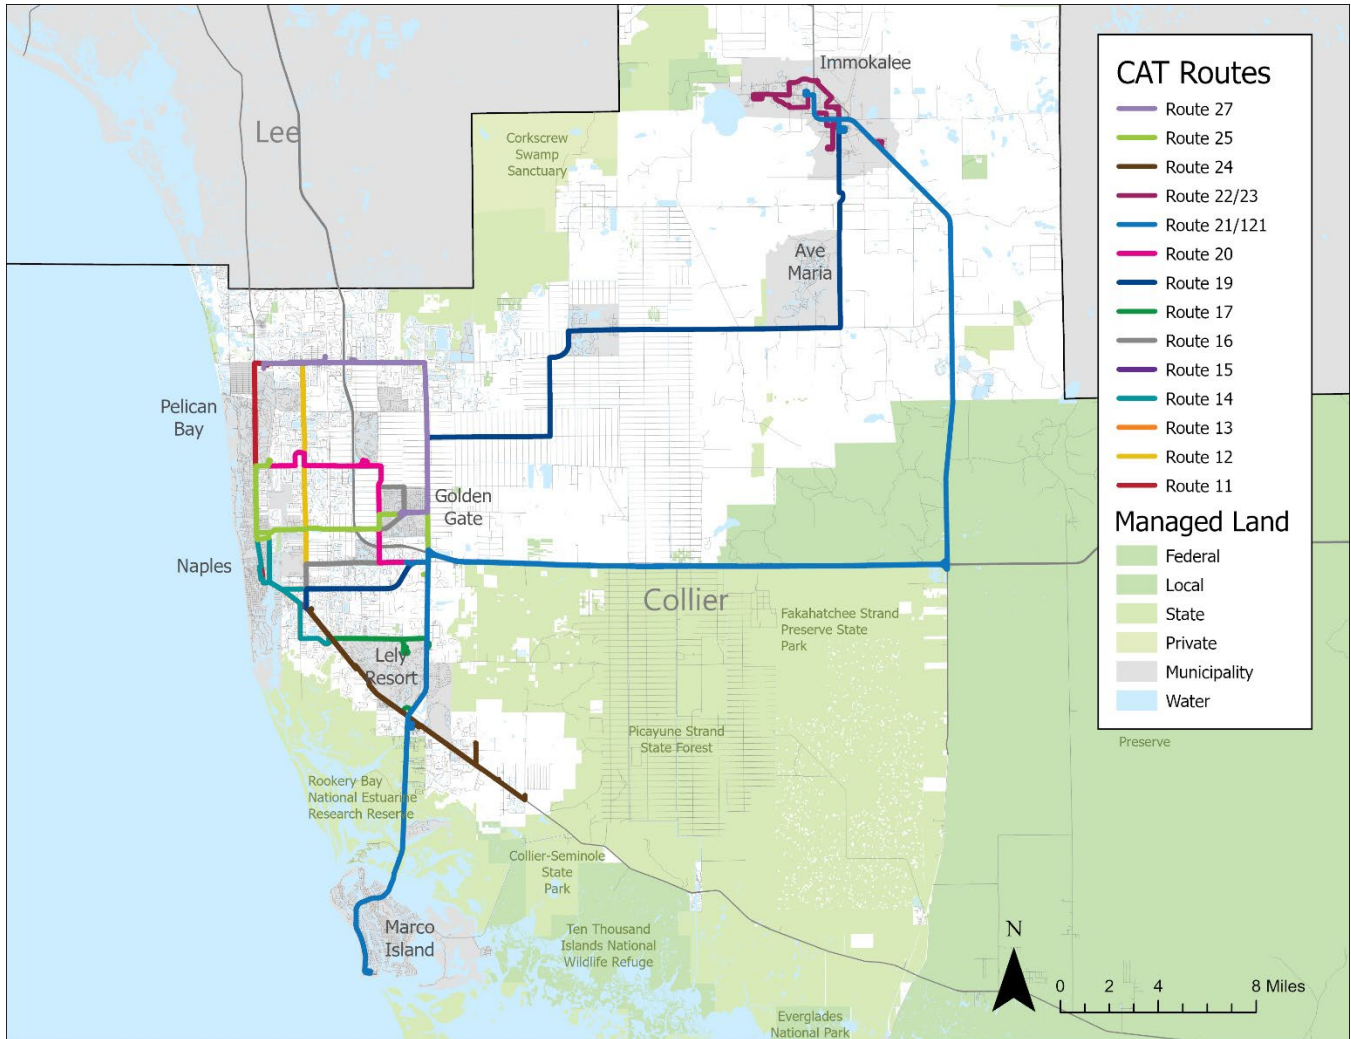 Immokalee
Lee
Corkscrew
Swamp
Sanctuary
Ave
Maria
Pelican
Bay
Golden
Gate
Naples
Collier
Fakahatchee Strand
Preserve State
Park
Lely
Resort
Picayune Strand
State Forest
Rookery Bay
National Estuarine
Research Reserve
Collier-Seminole
State
Park
Marco
Island
Ten Thousand
Islands National
Wildlife Refuge
Everglades
National Park
CAT Routes
Route 27
Route 25
Route 24
Route 22/23
Route 21/121
Route 20
Route 19
Route 17
Route 16
Route 15
Route 14
Route 13
Route 12
Route 11
Managed Land
Federal
Local
State
Private
Municipality
Water
Preserve
N
0 2 4 8 Miles